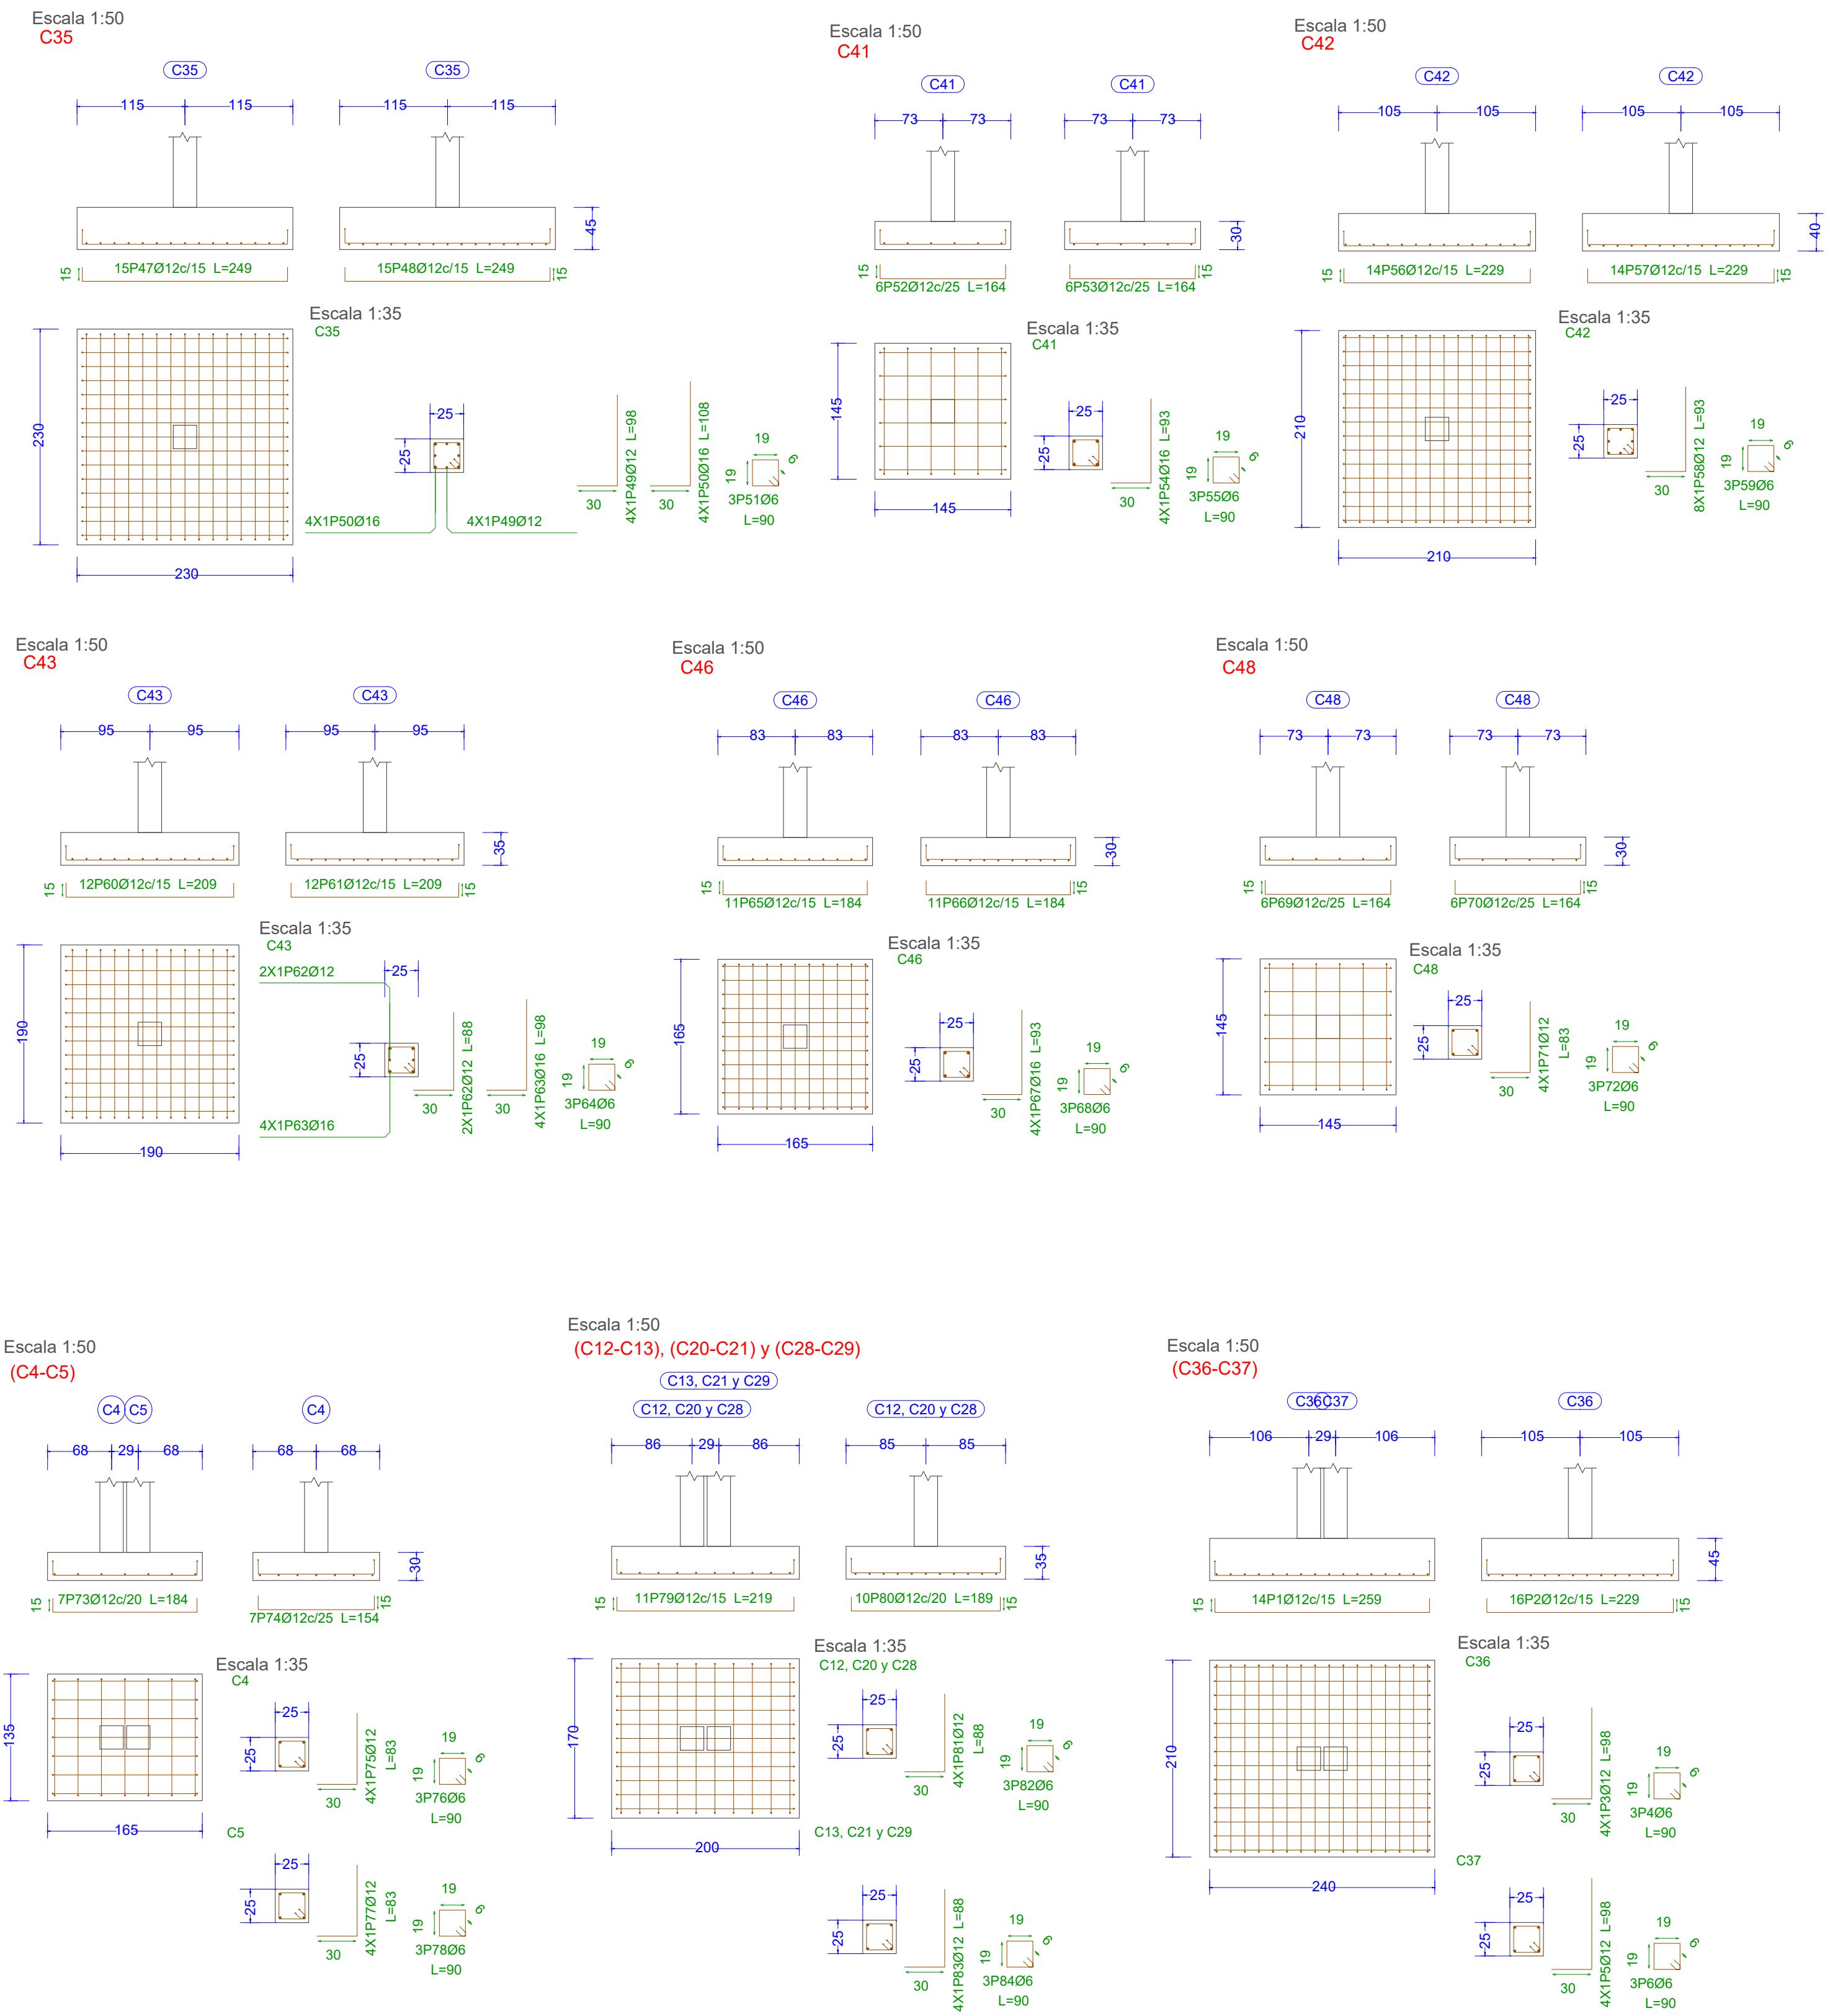 Escala 1:50
C35
C35
C35
115
115
115
115
45
15
15P47Ø12c/15 L=249
15P48Ø12c/15 L=249
15
Escala 1:35
C35
230
230
25
25
4X1P50Ø16
4X1P49Ø12
30
4X1P49Ø12 L=98
30
4X1P50Ø16 L=108
19
19
6
3P51Ø6
L=90
Escala 1:50
C41
C41
C41
73
73
73
73
30
15
6P52Ø12c/25 L=164
6P53Ø12c/25 L=164
15
Escala 1:35
C41
145
145
25
25
30
4X1P54Ø16 L=93
19
19
6
3P55Ø6
L=90
Escala 1:50
C42
C42
C42
105
105
105
105
40
15
14P56Ø12c/15 L=229
14P57Ø12c/15 L=229
15
Escala 1:35
C42
210
210
25
25
30
8X1P58Ø12 L=93
19
19
6
3P59Ø6
L=90
Escala 1:50
C43
C43
C43
95
95
95
95
35
15
12P60Ø12c/15 L=209
12P61Ø12c/15 L=209
15
Escala 1:35
C43
2X1P62Ø12
190
190
25
25
4X1P63Ø16
30
2X1P62Ø12 L=88
30
4X1P63Ø16 L=98
19
19
6
3P64Ø6
L=90
Escala 1:50
C46
C46
C46
83
83
83
83
30
15
11P65Ø12c/15 L=184
11P66Ø12c/15 L=184
15
Escala 1:35
C46
165
165
25
25
30
4X1P67Ø16 L=93
19
19
6
3P68Ø6
L=90
Escala 1:50
C48
C48
C48
73
73
73
73
30
15
6P69Ø12c/25 L=164
6P70Ø12c/25 L=164
15
Escala 1:35
C48
145
145
25
25
30
4X1P71Ø12
L=83
19
19
6
3P72Ø6
L=90
Escala 1:50
(C4-C5)
C4
C5
C4
68
29
68
68
68
30
15
7P73Ø12c/20 L=184
7P74Ø12c/25 L=154
15
Escala 1:35
C4
135
165
25
25
30
4X1P75Ø12
L=83
19
19
6
3P76Ø6
L=90
C5
25
25
30
4X1P77Ø12
L=83
19
19
6
3P78Ø6
L=90
Escala 1:50
(C12-C13), (C20-C21) y (C28-C29)
C13, C21 y C29
C12, C20 y C28
C12, C20 y C28
86
29
86
85
85
35
15
11P79Ø12c/15 L=219
10P80Ø12c/20 L=189
15
Escala 1:35
C12, C20 y C28
170
200
25
25
30
4X1P81Ø12
L=88
19
19
6
3P82Ø6
L=90
C13, C21 y C29
25
25
30
4X1P83Ø12 L=88
19
19
6
3P84Ø6
L=90
Escala 1:50
(C36-C37)
C36
C37
C36
106
29
106
105
105
45
15
14P1Ø12c/15 L=259
16P2Ø12c/15 L=229
15
Escala 1:35
C36
210
240
25
25
30
4X1P3Ø12 L=98
19
19
6
3P4Ø6
L=90
C37
25
25
30
4X1P5Ø12 L=98
19
19
6
3P6Ø6
L=90